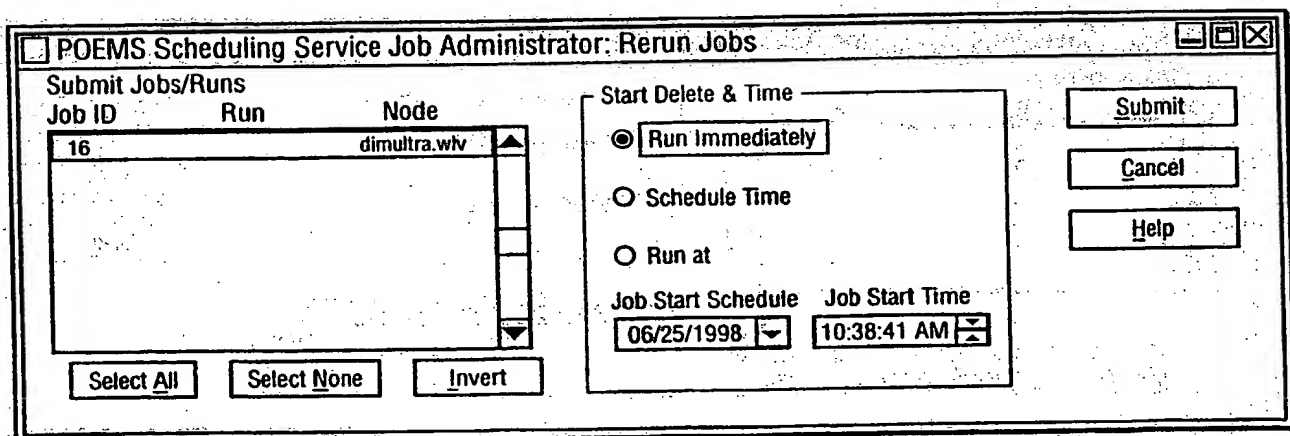 POEMS Scheduling Service Job Administrator: Rerun Jobs
Submit Jobs/Runs
Job ID Run Node
16 dimultra.wlv
Select All Select None Invert
Start Delete & Time
Run Immediately
Schedule Time
Run at
Job Start Schedule Job Start Time
06/25/1998 10:38:41 AM
Submit
Cancel
Help